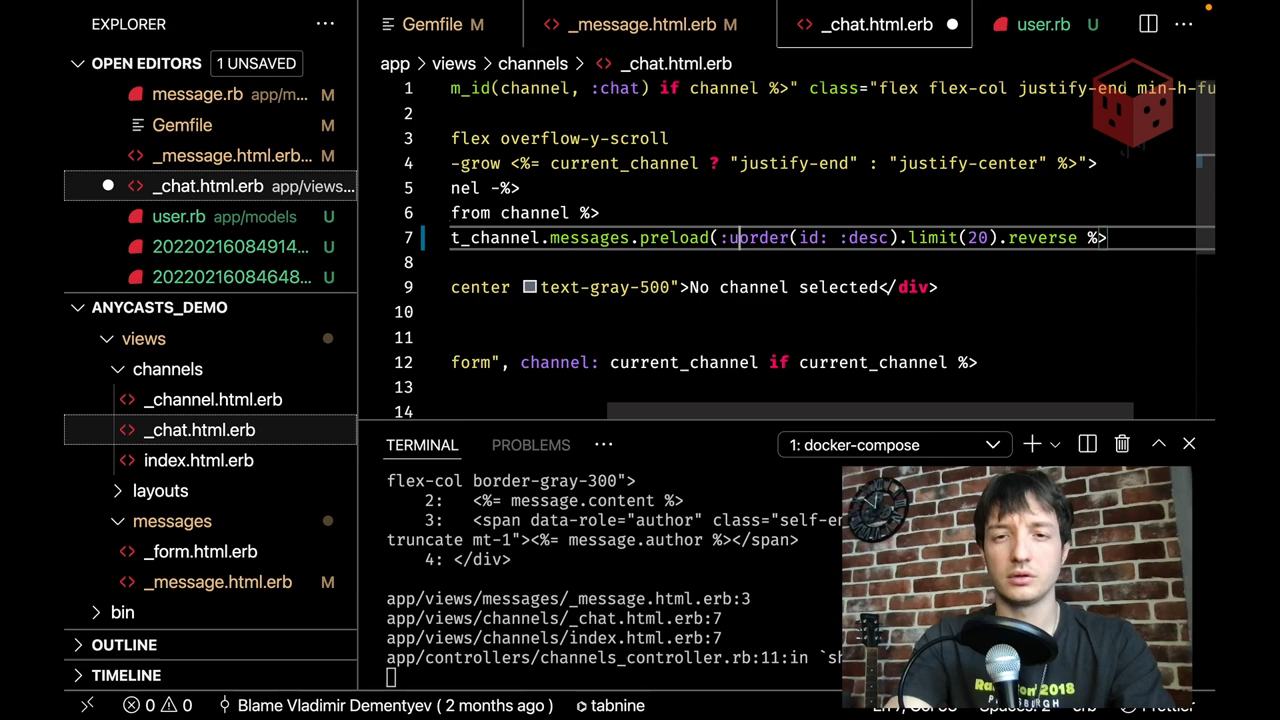 EXPLORER
OPEN EDITORS 1 UNSAVED
message.rb app/m... M
Gemfile M
_message.html.erb... M
_chat.html.erb app/views...
user.rb app/models U
20220216084914... U
20220216084648... U
ANYCASTS_DEMO
views
channels
_channel.html.erb
_chat.html.erb
index.html.erb
layouts
messages
_form.html.erb
_message.html.erb M
bin
OUTLINE
TIMELINE
Gemfile M
_message.html.erb M
_chat.html.erb
user.rb U
app > views > channels > _chat.html.erb
1 m_id(channel, :chat) if channel %>" class="flex flex-col justify-end min-h-fu
2
3 flex overflow-y-scroll
4 -grow <%= current_channel ? "justify-end" : "justify-center" %>">
5 nel -%>
6 from channel %>
7 t_channel.messages.preload(:uorder(id: :desc).limit(20).reverse %>
8
9 center text-gray-500">No channel selected</div>
10
11
12 form", channel: current_channel if current_channel %>
13
14
TERMINAL PROBLEMS 1: docker-compose
flex-col border-gray-300">
2: <%= message.content %>
3: <span data-role="author" class="self-en
truncate mt-1"><%= message.author %></span>
4: </div>
app/views/messages/_message.html.erb:3
app/views/channels/_chat.html.erb:7
app/views/channels/index.html.erb:7
app/controllers/channels_controller.rb:11:in `sh
2018
0 0 Blame Vladimir Dementyev ( 2 months ago ) tabnine
Prettier